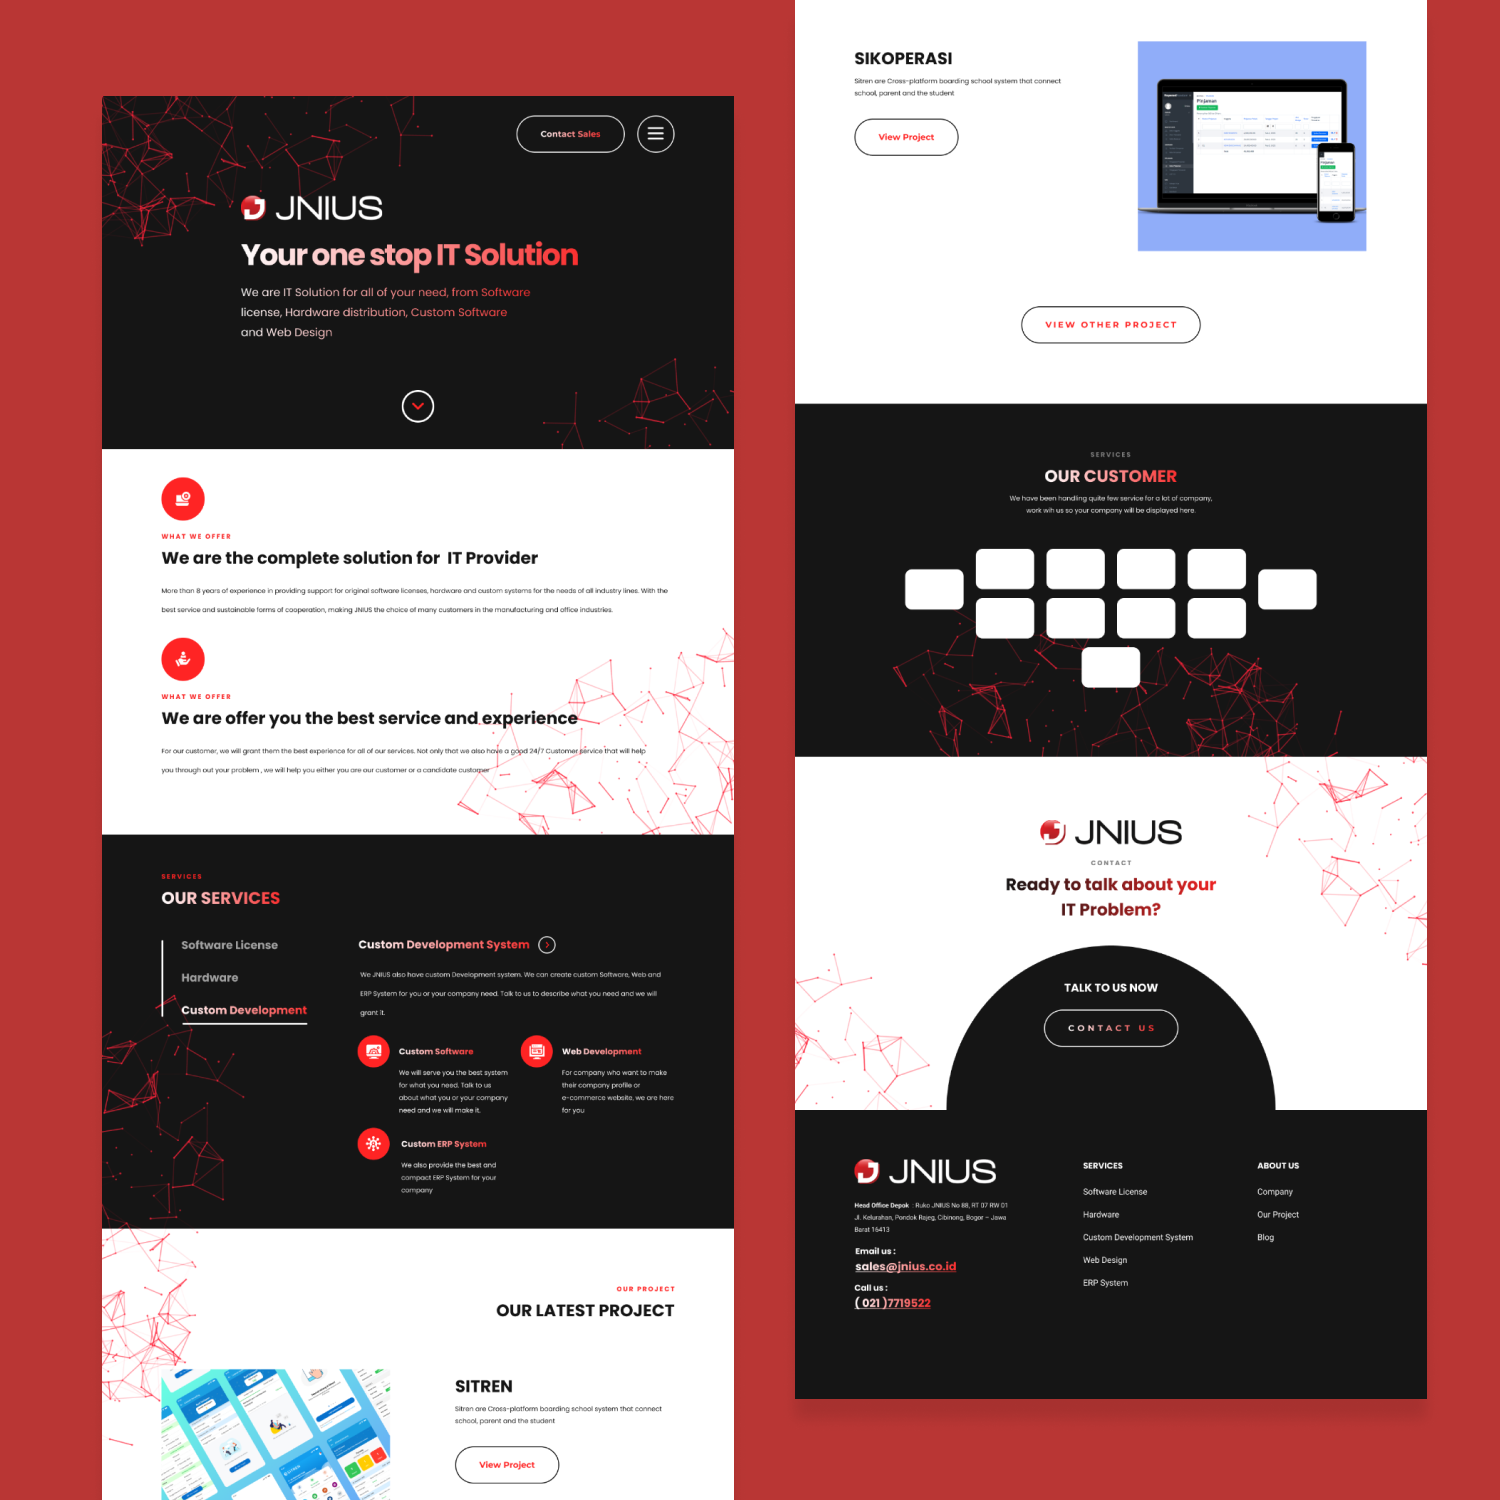 Contact Sales
JNIUS
Your one stop IT Solution
We are IT Solution for all of your need, from Software
license, Hardware distribution, Custom Software
and Web Design
WHAT WE OFFER
We are the complete solution for IT Provider
More than 8 years of experience in providing support for original software licenses, hardware and custom systems for the needs of all industry lines. With the
best service and sustainable forms of cooperation, making JNIUS the choice of many customers in the manufacturing and office industries.
WHAT WE OFFER
We are offer you the best service and experience
For our customer, we will grant them the best experience for all of our services. Not only that we also have a good 24/7 Customer service that will help
you through out your problem , we will help you either you are our customer or a candidate customer
SERVICES
OUR SERVICES
Software License
Hardware
Custom Development
Custom Development System
We JNIUS also have custom Development system. We can create custom Software, Web and
ERP System for you or your company need. Talk to us to describe what you need and we will
grant it.
Custom Software
We will serve you the best system
for what you need. Talk to us
about what you or your company
need and we will make it.
Web Development
For company who want to make
their company profile or
e-commerce website, we are here
for you
Custom ERP System
We also provide the best and
compact ERP System for your
company
OUR PROJECT
OUR LATEST PROJECT
SITREN
Sitren are Cross-platform boarding school system that connect
school, parent and the student
View Project
SIKOPERASI
Sitren are Cross-platform boarding school system that connect
school, parent and the student
View Project
Pinjaman
VIEW OTHER PROJECT
SERVICES
OUR CUSTOMER
We have been handling quite few service for a lot of company,
work wih us so your company will be displayed here.
JNIUS
CONTACT
Ready to talk about your
IT Problem?
TALK TO US NOW
CONTACT US
JNIUS
Head Office Depok : Ruko JNIUS No 88, RT 07 RW 01
Jl. Kelurahan, Pondok Rajeg, Cibinong, Bogor – Jawa
Barat 16413
Email us :
sales@jnius.co.id
Call us :
( 021 )7719522
SERVICES
Software License
Hardware
Custom Development System
Web Design
ERP System
ABOUT US
Company
Our Project
Blog